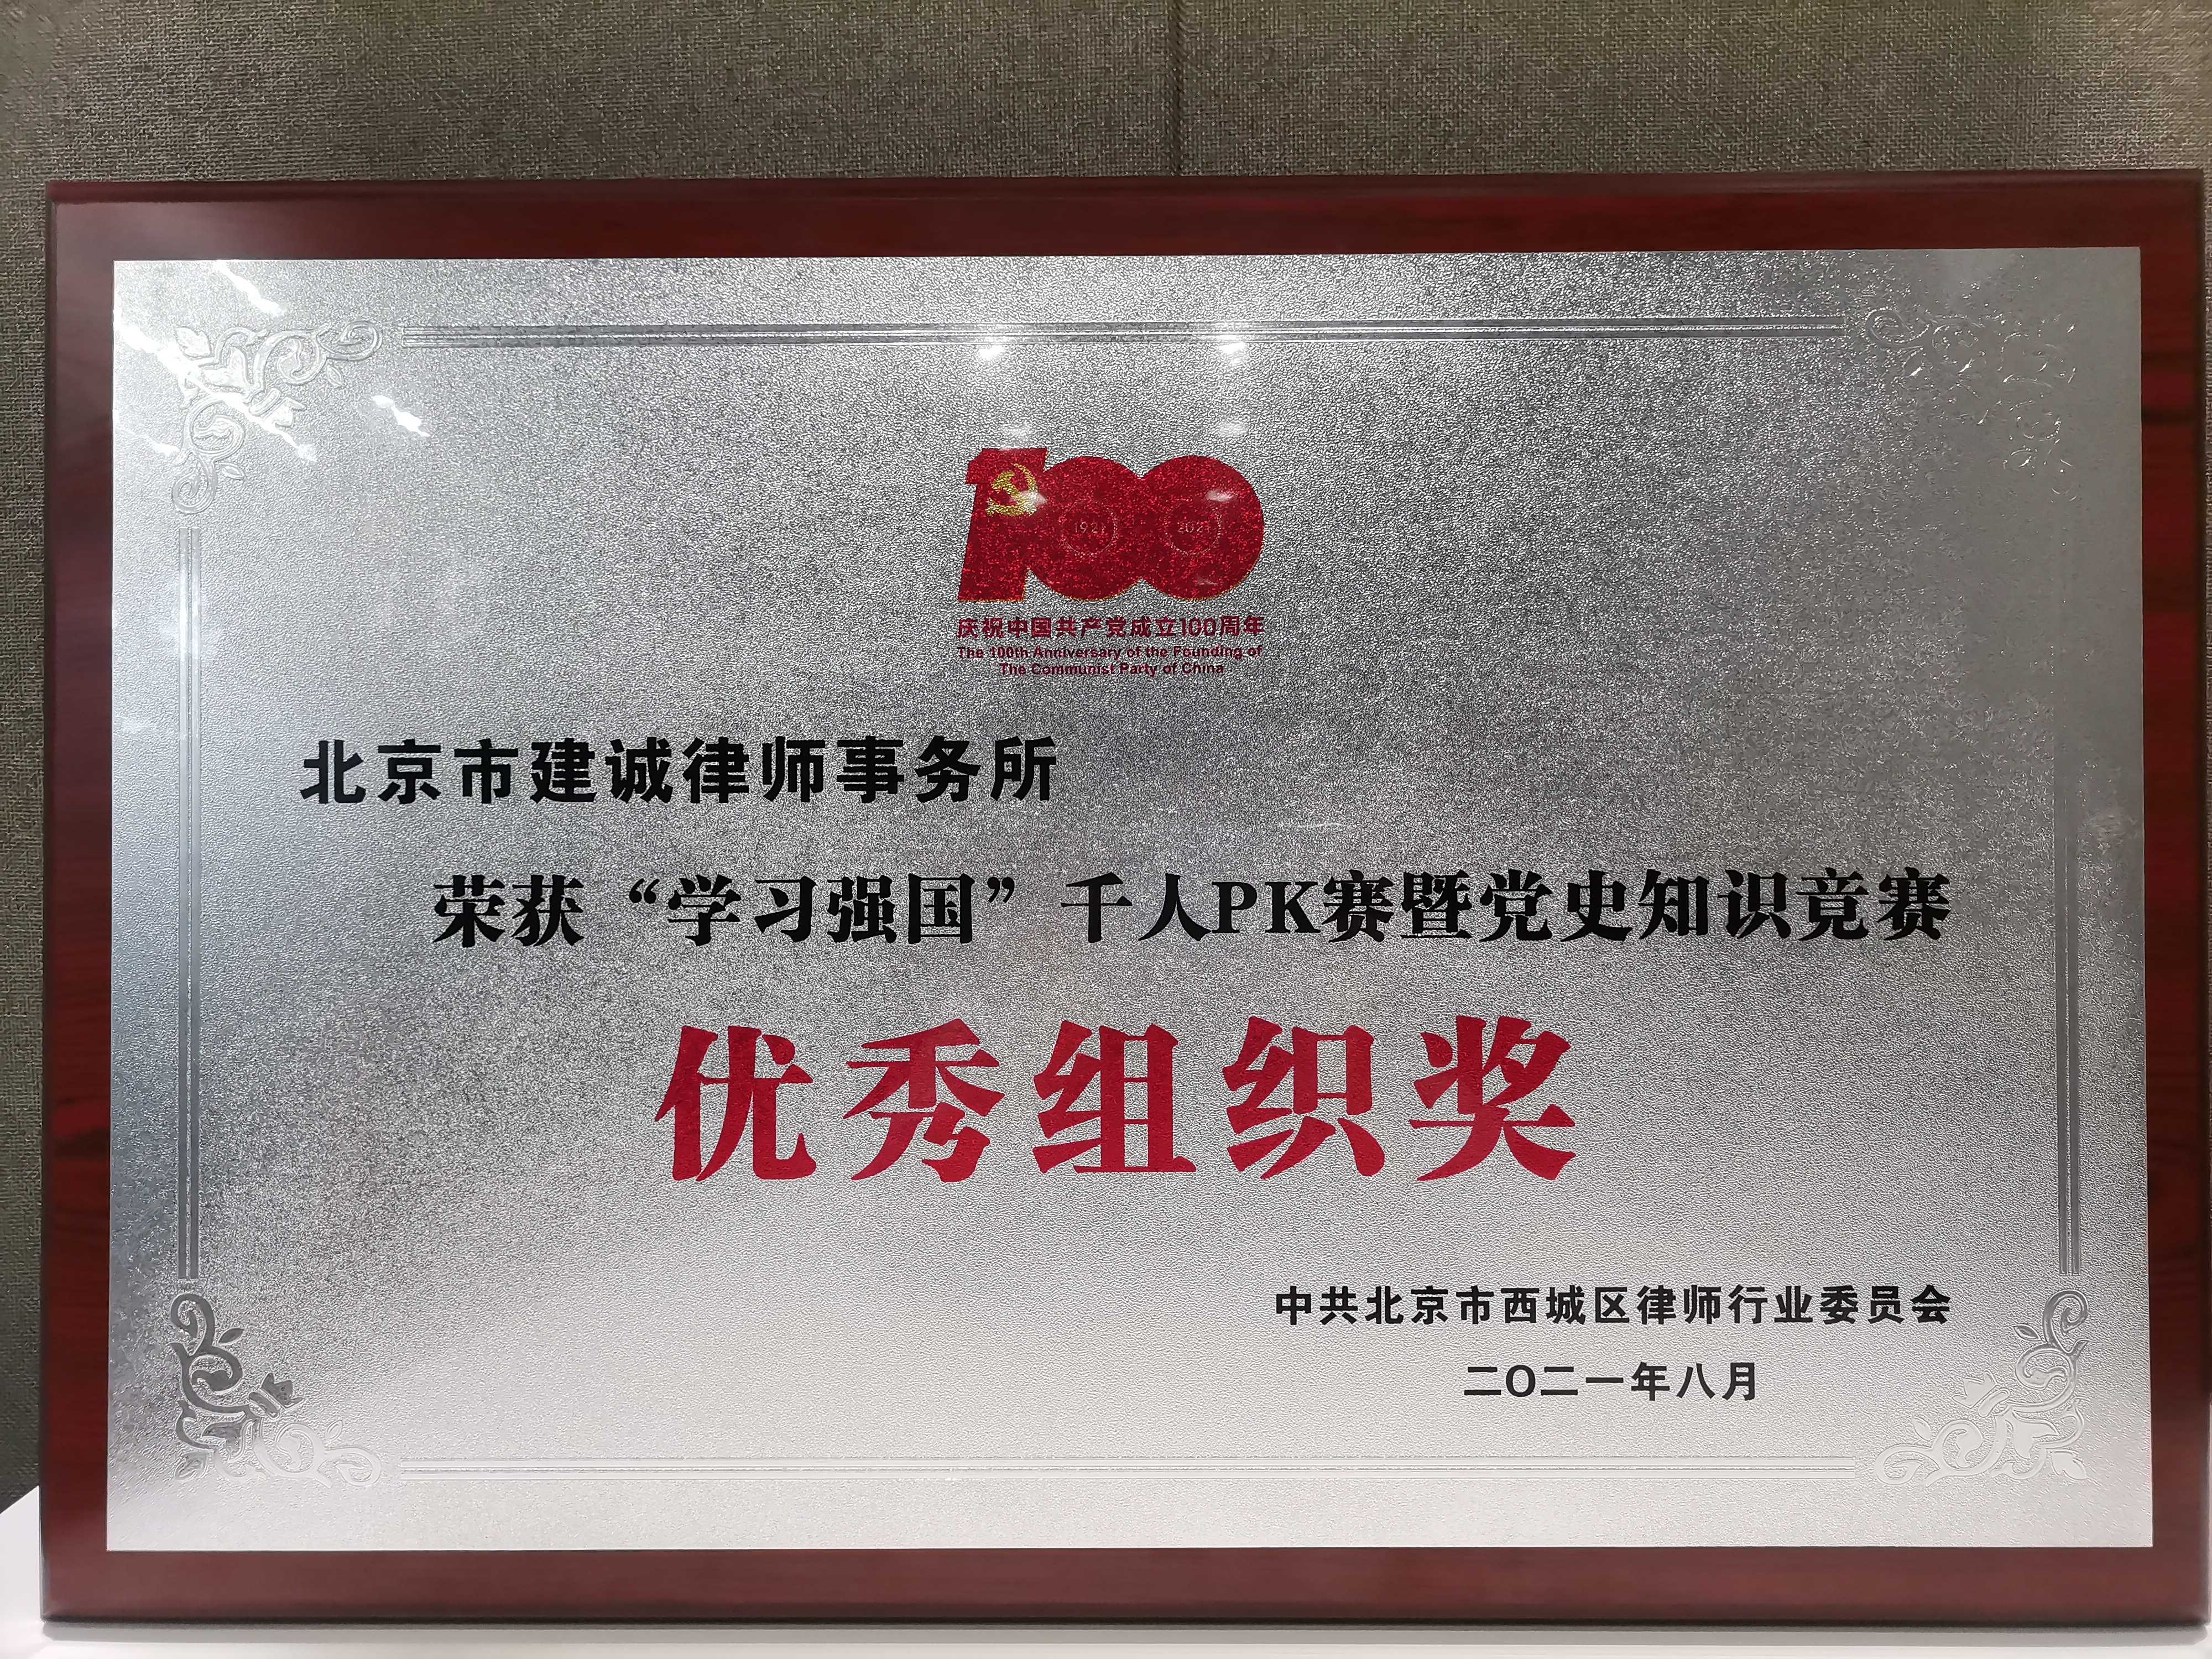 100
1921
2021
庆祝中国共产党成立100周年
The 100th Anniversary of the Founding of
The Communist Party of China
北京市建诚律师事务所
荣获“学习强国”千人PK赛暨党史知识竞赛
优秀组织奖
中共北京市西城区律师行业委员会
二〇二一年八月